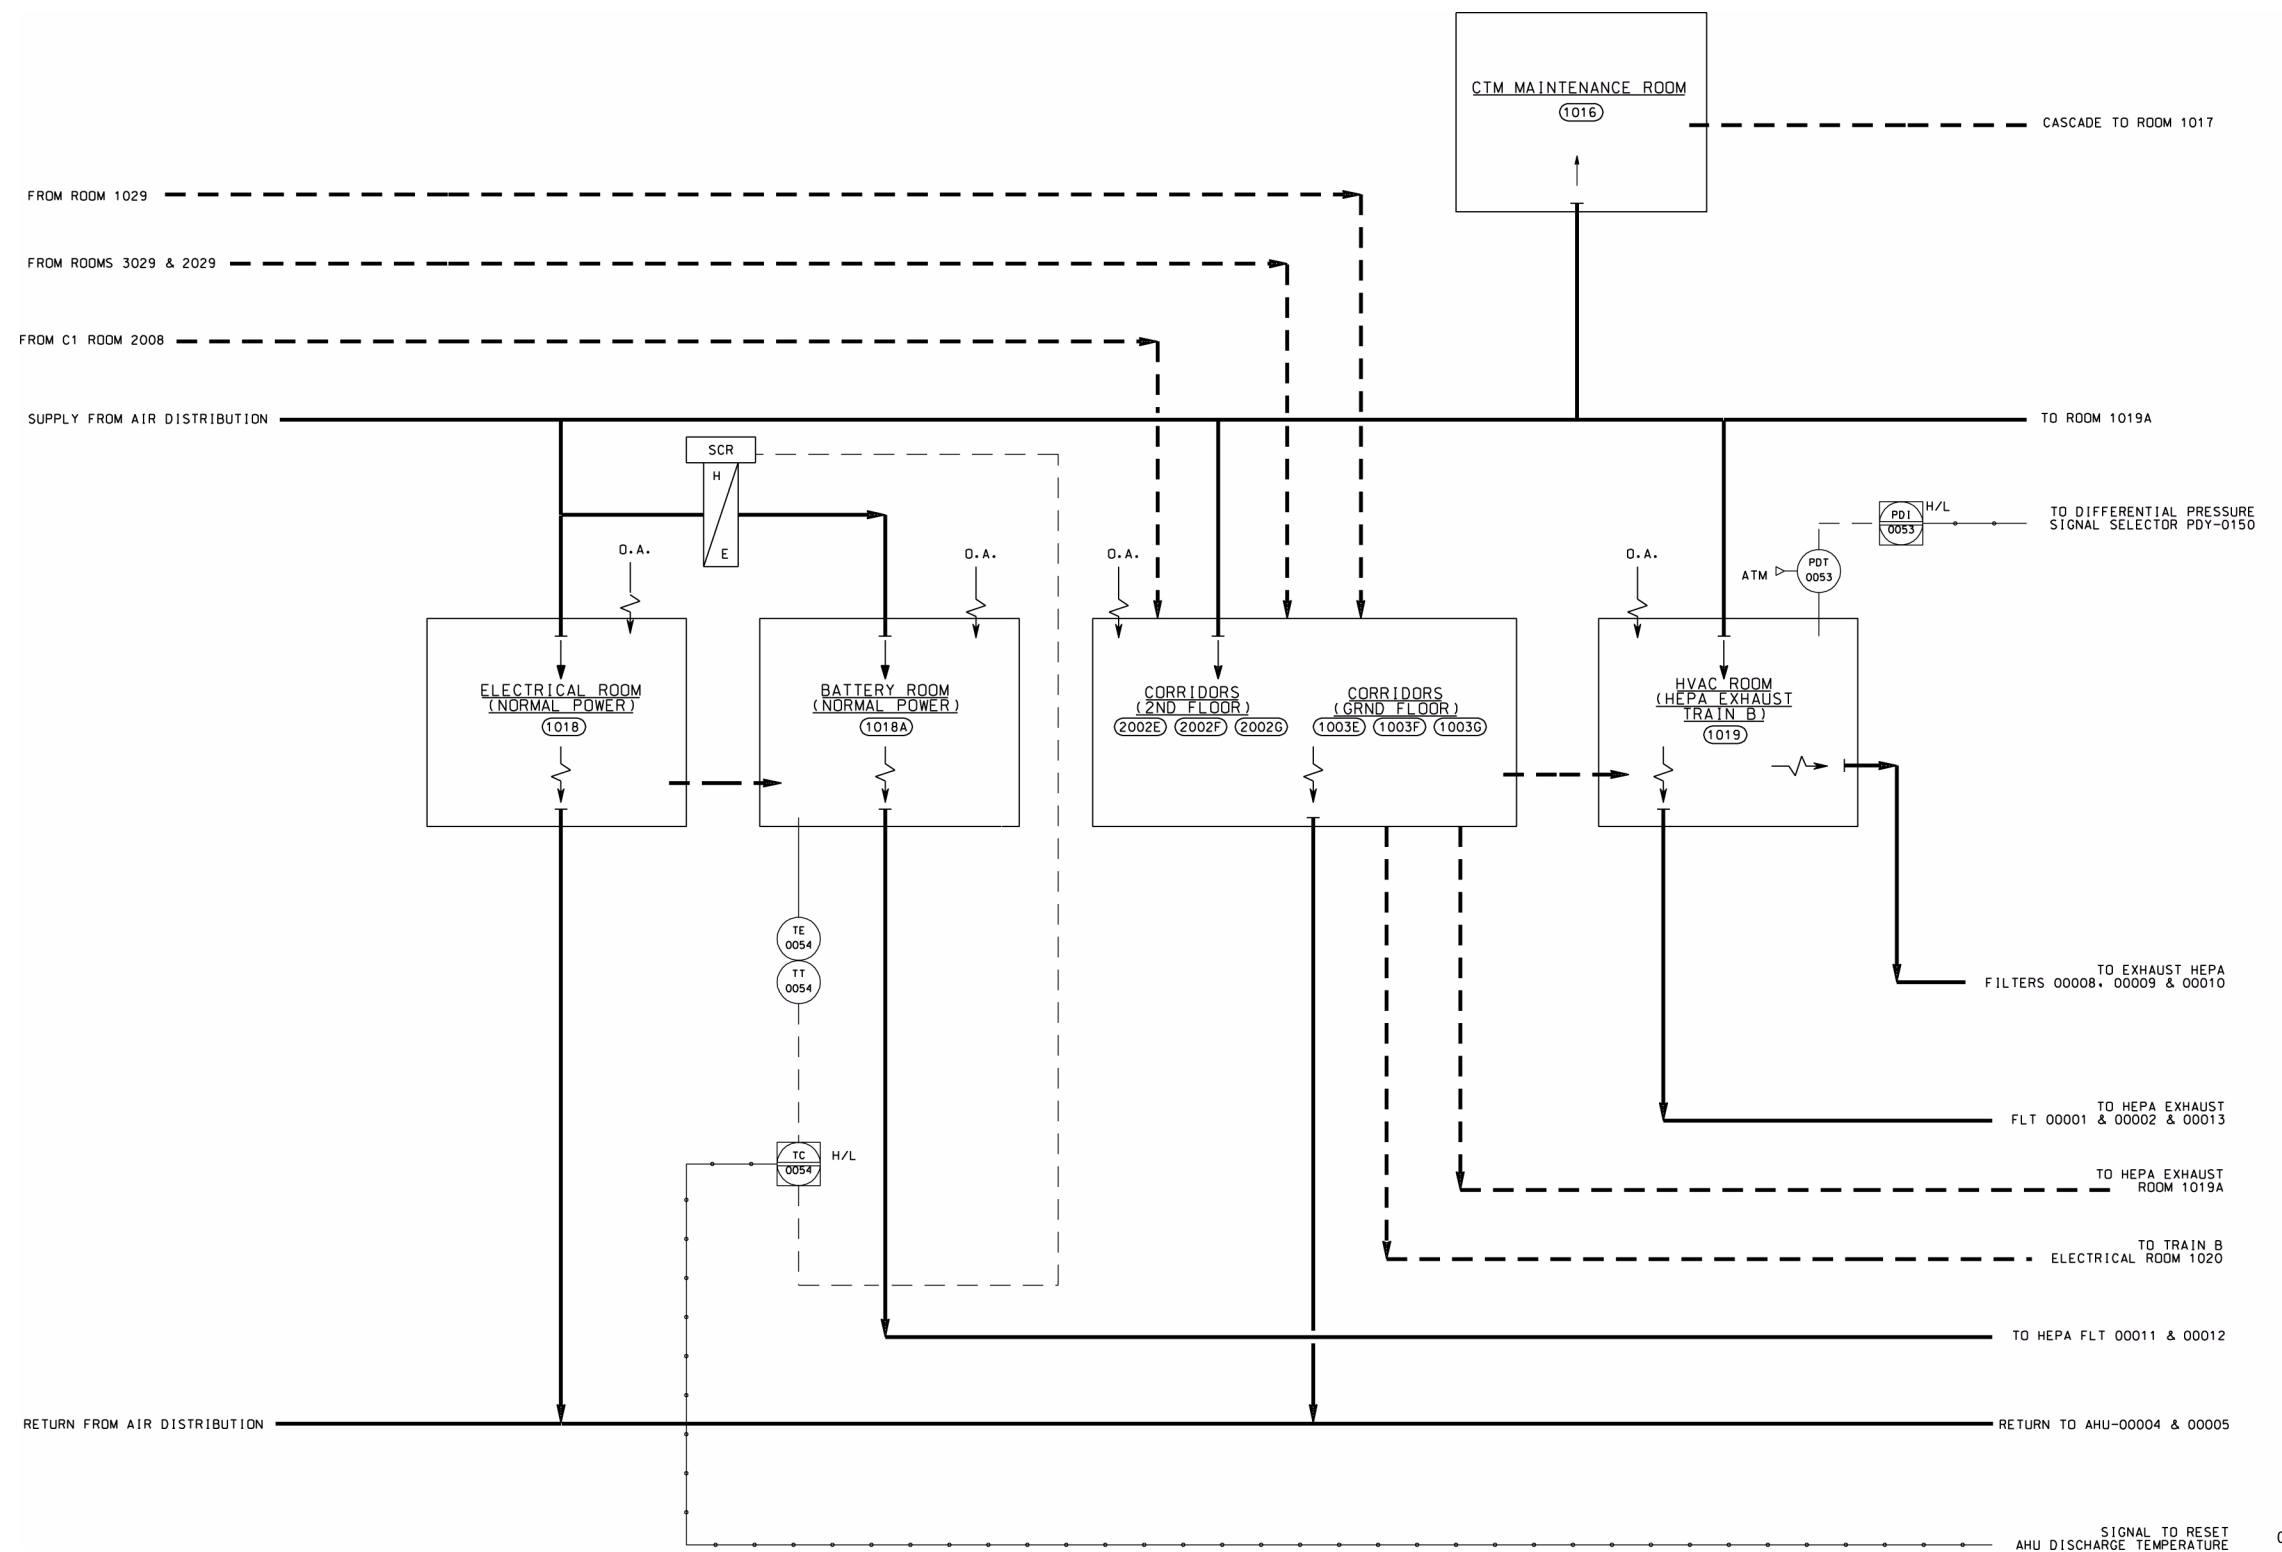 CTM MAINTENANCE ROOM
1016
CASCADE TO ROOM 1017
FROM ROOM 1029
FROM ROOMS 3029 & 2029
FROM C1 ROOM 2008
SUPPLY FROM AIR DISTRIBUTION
TO ROOM 1019A
SCR
H
E
O.A.
O.A.
O.A.
O.A.
PDI
0053
H/L
TO DIFFERENTIAL PRESSURE
SIGNAL SELECTOR PDY-0150
ATM
PDT
0053
ELECTRICAL ROOM
(NORMAL POWER)
1018
BATTERY ROOM
(NORMAL POWER)
1018A
CORRIDORS
(2ND FLOOR)
2002E 2002F 2002G
CORRIDORS
(GRND FLOOR)
1003E 1003F 1003G
HVAC ROOM
(HEPA EXHAUST
TRAIN B)
1019
TE
0054
TT
0054
TO EXHAUST HEPA
FILTERS 00008, 00009 & 00010
TO HEPA EXHAUST
FLT 00001 & 00002 & 00013
TC
0054
H/L
TO HEPA EXHAUST
ROOM 1019A
TO TRAIN B
ELECTRICAL ROOM 1020
TO HEPA FLT 00011 & 00012
RETURN FROM AIR DISTRIBUTION
RETURN TO AHU-00004 & 00005
SIGNAL TO RESET
AHU DISCHARGE TEMPERATURE